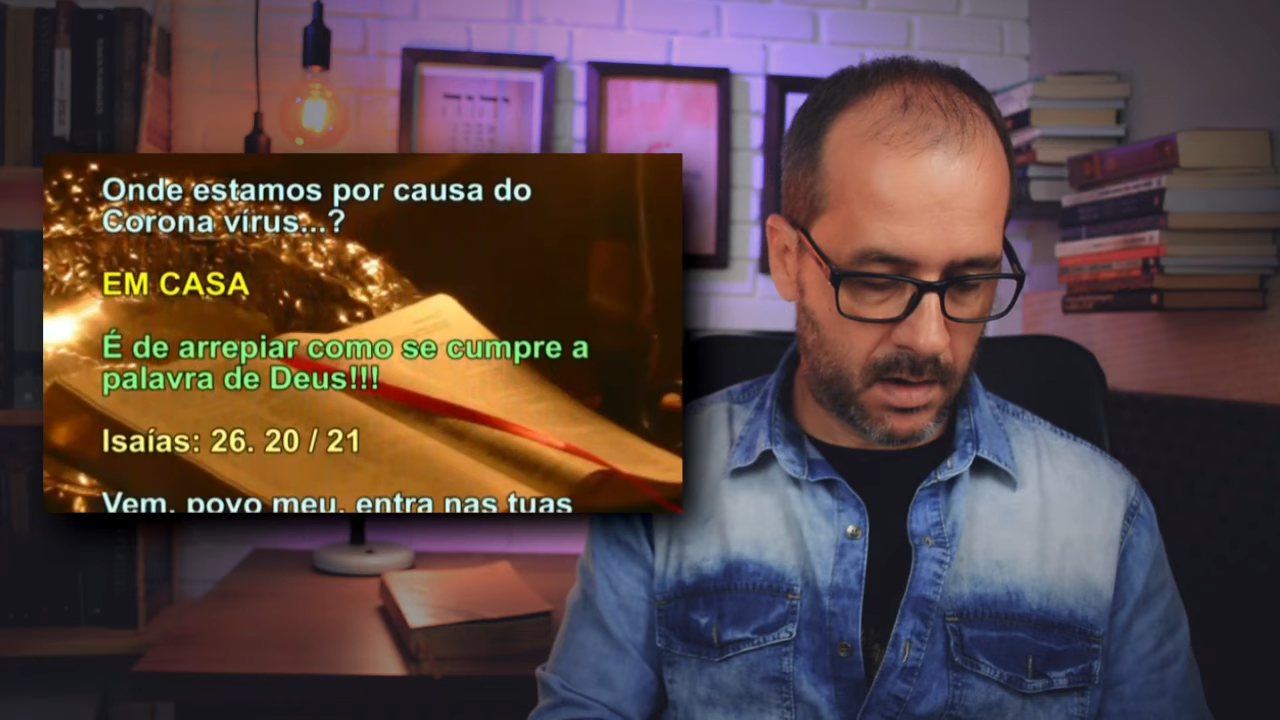 Onde estamos por causa do
Corona vírus...?
EM CASA
É de arrepiar como se cumpre a
palavra de Deus!!!
Isaías: 26. 20 / 21
Vem, povo meu, entra nas tuas